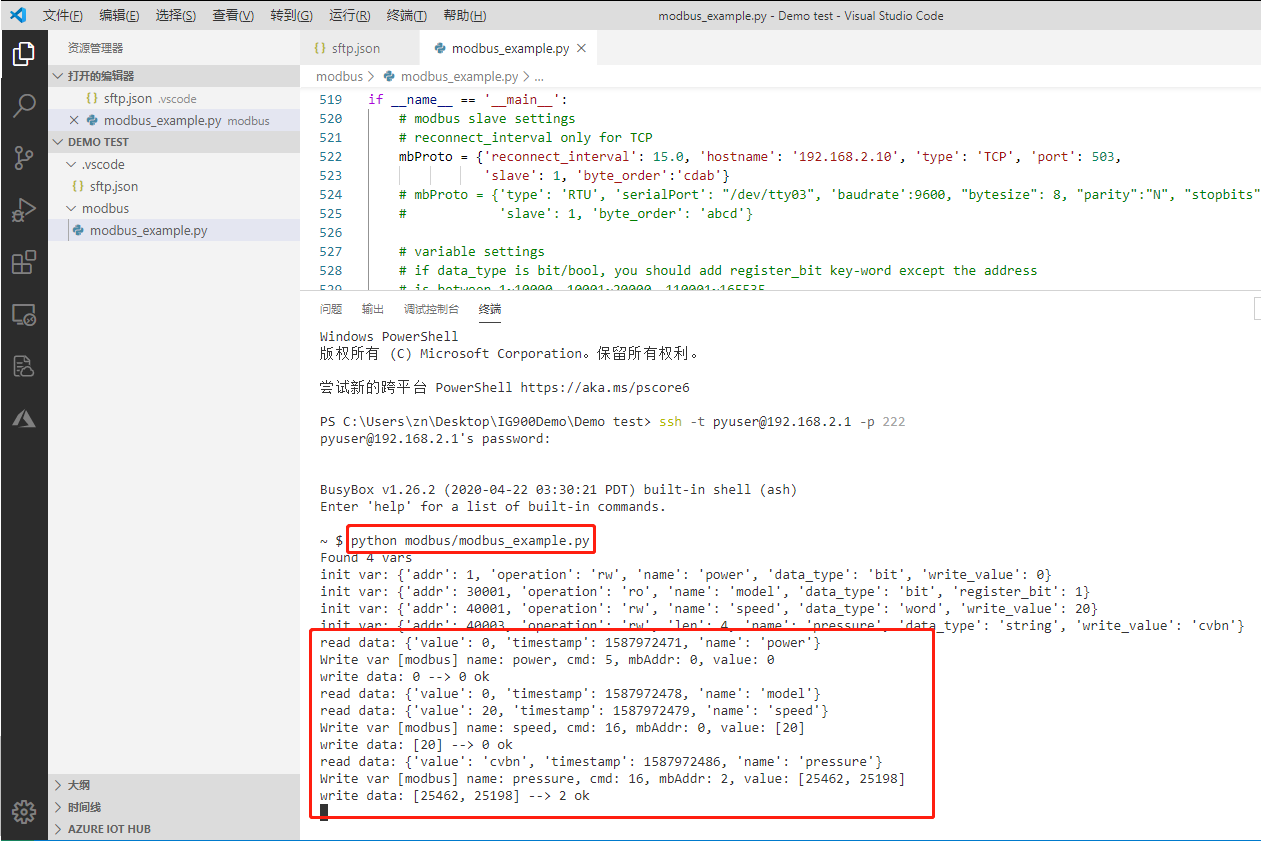 文件(F) 编辑(E) 选择(S) 查看(V) 转到(G) 运行(R) 终端(T) 帮助(H) modbus_example.py - Demo test - Visual Studio Code
资源管理器
打开的编辑器
{} sftp.json .vscode
modbus_example.py modbus
DEMO TEST
.vscode
{} sftp.json
modbus
modbus_example.py
大纲
时间线
AZURE IOT HUB
{} sftp.json modbus_example.py
modbus > modbus_example.py > ...
519 if __name__ == '__main__':
520 # modbus slave settings
521 # reconnect_interval only for TCP
522 mbProto = {'reconnect_interval': 15.0, 'hostname': '192.168.2.10', 'type': 'TCP', 'port': 503,
523 'slave': 1, 'byte_order':'cdab'}
524 # mbProto = {'type': 'RTU', 'serialPort': "/dev/tty03", 'baudrate':9600, "bytesize": 8, "parity":"N", "stopbits"
525 # 'slave': 1, 'byte_order': 'abcd'}
526
527 # variable settings
528 # if data_type is bit/bool, you should add register_bit key-word except the address
529 # is between 1~10000, 10001~20000, 110001~165535
问题 输出 调试控制台 终端
Windows PowerShell
版权所有 (C) Microsoft Corporation。保留所有权利。
尝试新的跨平台 PowerShell https://aka.ms/pscore6
PS C:\Users\zn\Desktop\IG900Demo\Demo test> ssh -t pyuser@192.168.2.1 -p 222
pyuser@192.168.2.1's password:
BusyBox v1.26.2 (2020-04-22 03:30:21 PDT) built-in shell (ash)
Enter 'help' for a list of built-in commands.
~ $ python modbus/modbus_example.py
Found 4 vars
init var: {'addr': 1, 'operation': 'rw', 'name': 'power', 'data_type': 'bit', 'write_value': 0}
init var: {'addr': 30001, 'operation': 'ro', 'name': 'model', 'data_type': 'bit', 'register_bit': 1}
init var: {'addr': 40001, 'operation': 'rw', 'name': 'speed', 'data_type': 'word', 'write_value': 20}
init var: {'addr': 40003, 'operation': 'rw', 'len': 4, 'name': 'pressure', 'data_type': 'string', 'write_value': 'cvbn'}
read data: {'value': 0, 'timestamp': 1587972471, 'name': 'power'}
Write var [modbus] name: power, cmd: 5, mbAddr: 0, value: 0
write data: 0 --> 0 ok
read data: {'value': 0, 'timestamp': 1587972478, 'name': 'model'}
read data: {'value': 20, 'timestamp': 1587972479, 'name': 'speed'}
Write var [modbus] name: speed, cmd: 16, mbAddr: 0, value: [20]
write data: [20] --> 0 ok
read data: {'value': 'cvbn', 'timestamp': 1587972486, 'name': 'pressure'}
Write var [modbus] name: pressure, cmd: 16, mbAddr: 2, value: [25462, 25198]
write data: [25462, 25198] --> 2 ok